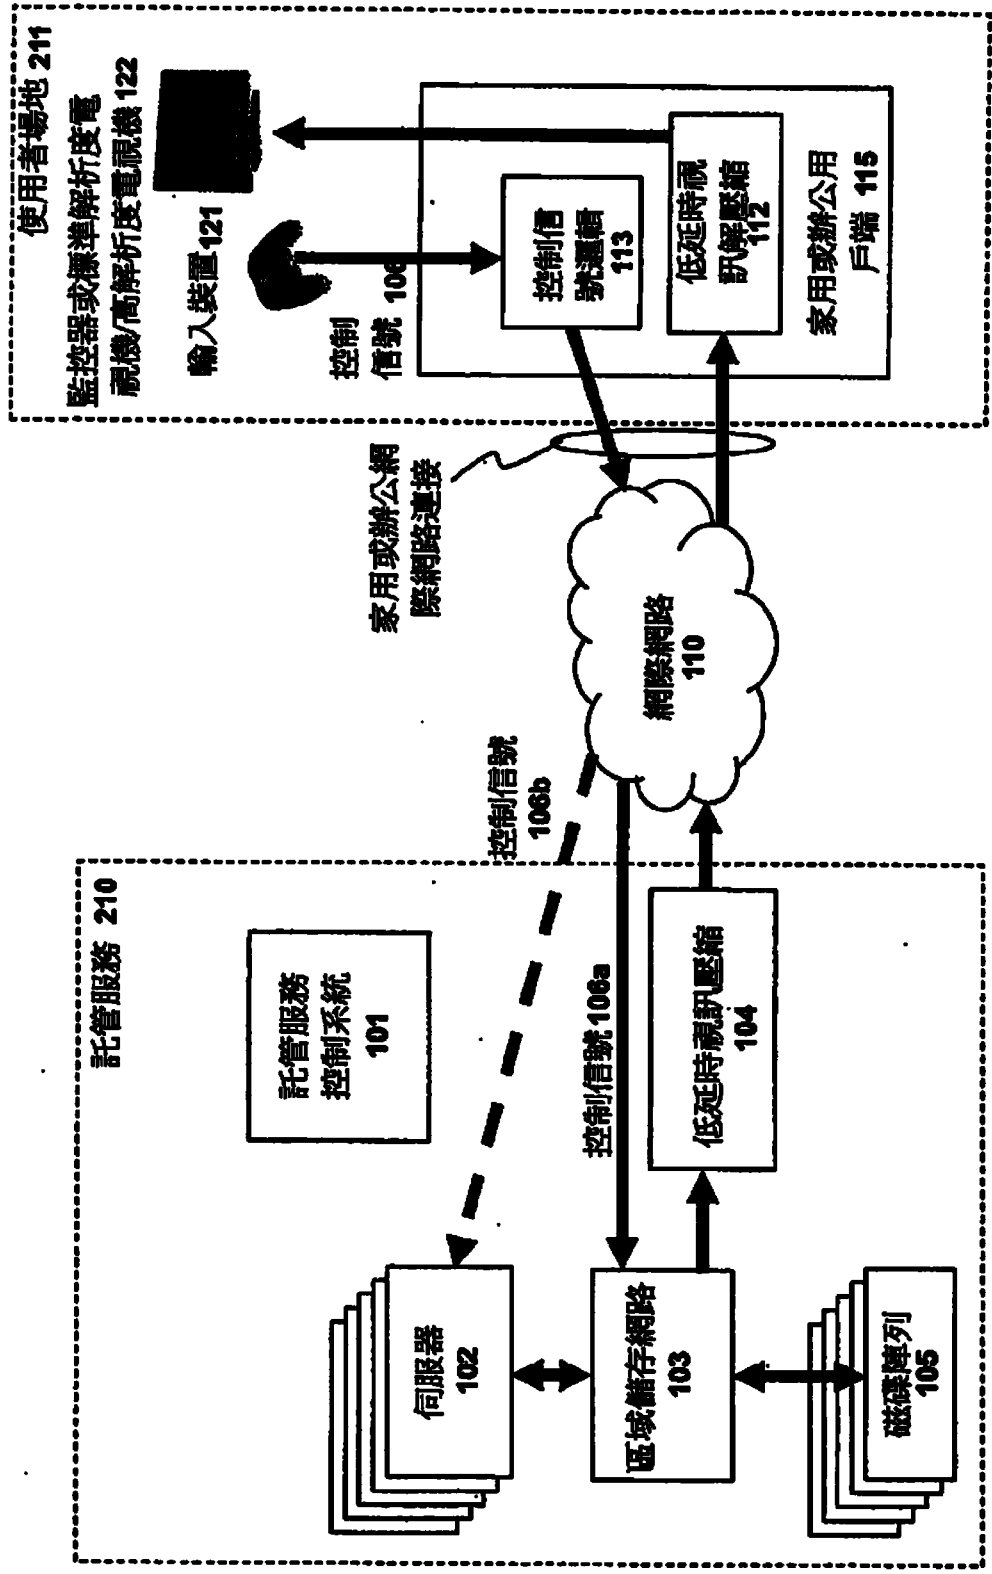 託管服務 210
託管服務
控制系統
101
伺服器
102
區域儲存網路
103
磁碟陣列
105
控制信號 106a
低延時視訊壓縮
104
控制信號
106b
網際網路
110
家用或辦公網
際網路連接
使用者場地 211
監控器或標準解析度電
視機/高解析度電視機 122
輸入裝置 121
控制
信號 106
控制信
號邏輯
113
低延時視
訊解壓縮
112
家用或辦公用
戶端 115